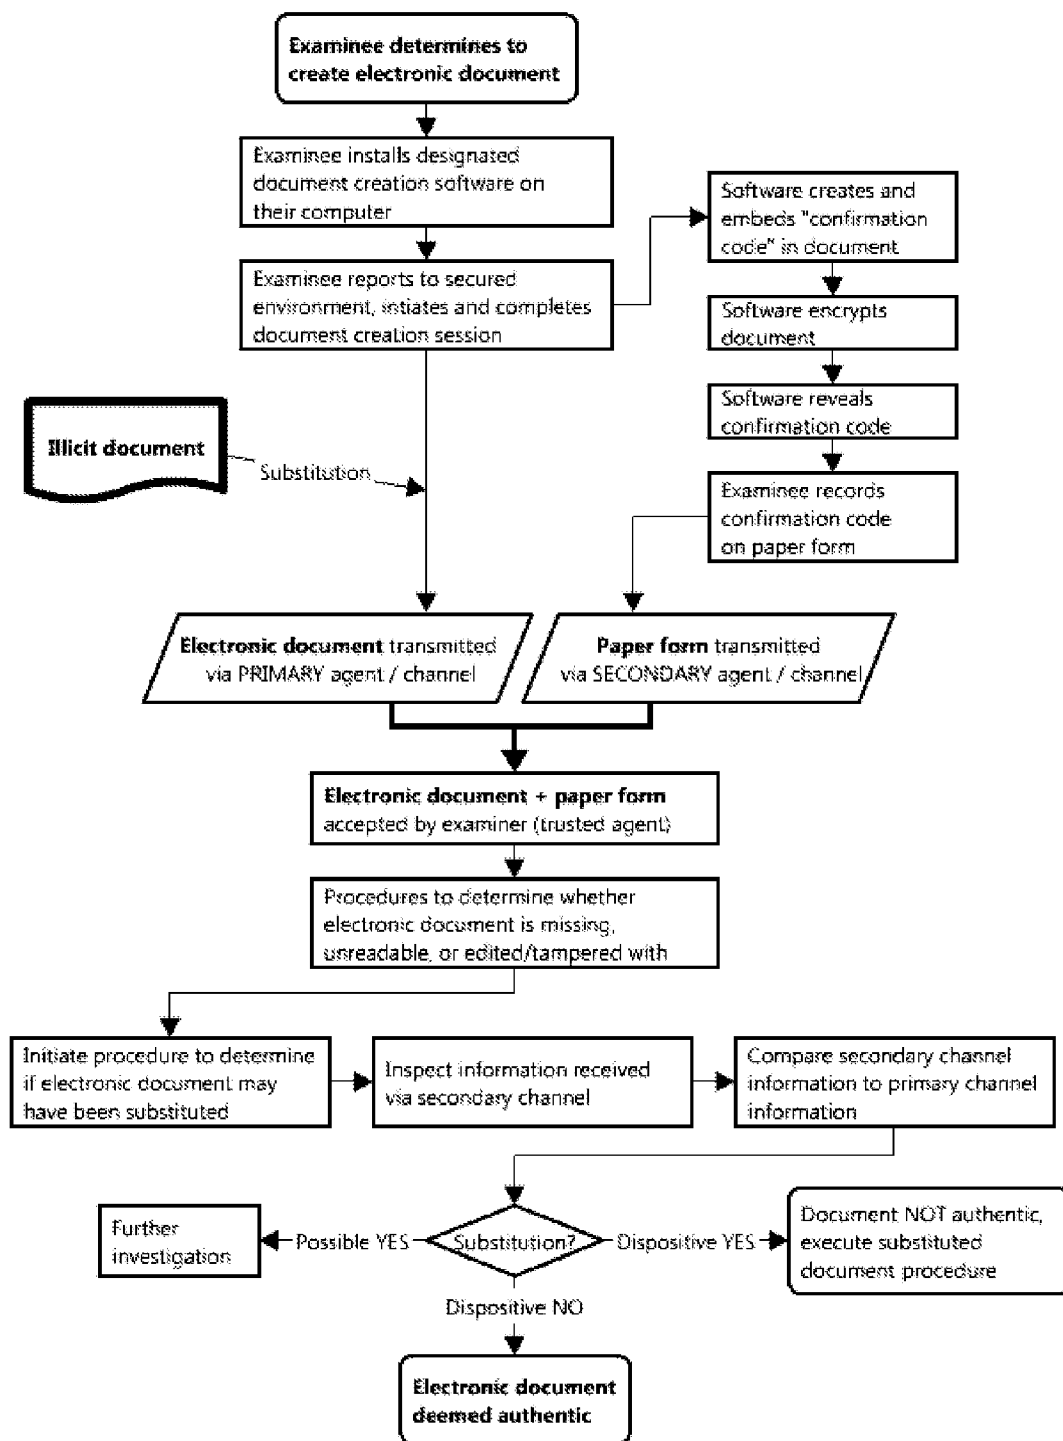 Examinee determines to
create electronic document
Examinee installs designated
document creation software on
their computer
Software creates and
embeds "confirmation
code" in document
Examinee reports to secured
environment, intiates and completes
document creation session
Software encrypts
document
Software reveals
confirmation code
Illicit document
Substitution
Examinee records
confirmation code
on paper form
Electronic document transmitted
via PRIMARY agent / channel
Paper form transmitted
via SECONDARY agent / channel
Electronic document + paper form
accepted by examiner (trusted agent)
Procedures to determine whether
electronic document is missing,
unreadable, or edited/tampered with
Initiate procedure to determine
if electronic document may
have been substituted
Inspect information received
via secondary channel
Compare secondary channel
information to primary channel
information
Further
investigation
Possible YES
Substitution?
Dispositive YES
Document NOT authentic,
execute substituted
document procedure
Dispositive NO
Electronic document
deemed authentic